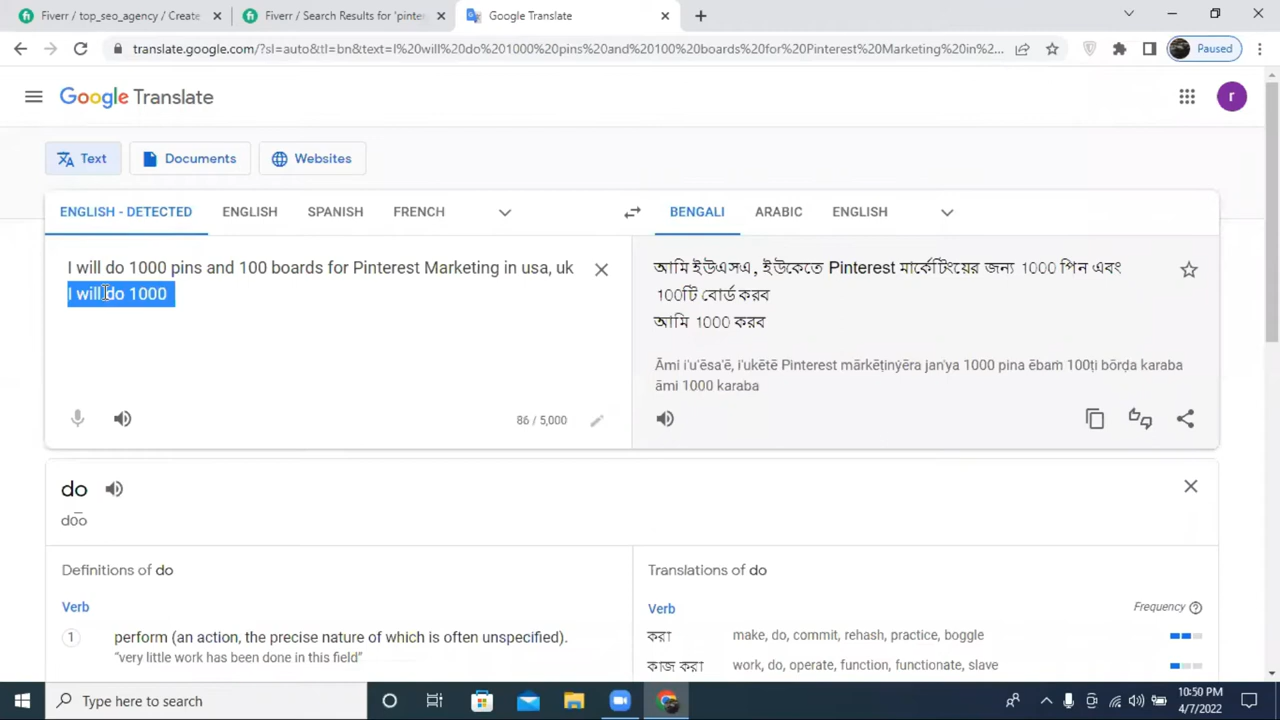 Fiverr / top_seo_agency / Create
Fiverr / Search Results for 'pinte
Google Translate
translate.google.com/?sl=auto&tl=bn&text=I%20will%20do%201000%20pins%20and%20100%20boards%20for%20Pinterest%20Marketing%20in%2...
Paused
Google Translate
r
Text
Documents
Websites
ENGLISH - DETECTED
ENGLISH
SPANISH
FRENCH
BENGALI
ARABIC
ENGLISH
I will do 1000 pins and 100 boards for Pinterest Marketing in usa, uk
I will do 1000
আমি ইউএসএ, ইউকেতে Pinterest মার্কেটিংয়ের জন্য 1000 পিন এবং
100টি বোর্ড করব
আমি 1000 করব
Āmi i'u'ēsa'ē, i'ukētē Pinterest mārkēṭinẏēra jan'ya 1000 pina ēbaṁ 100ṭi bōrḍa karaba
āmi 1000 karaba
86 / 5,000
do
do͞o
Definitions of do
Translations of do
Verb
Verb
Frequency
1
perform (an action, the precise nature of which is often unspecified).
"very little work has been done in this field"
করা
make, do, commit, rehash, practice, boggle
কাজ করা
work, do, operate, function, functionate, slave
Type here to search
10:50 PM
4/7/2022